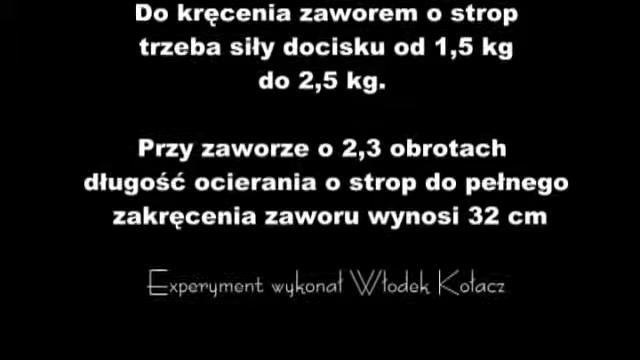 Do kręcenia zaworem o strop
trzeba siły docisku od 1,5 kg
do 2,5 kg.
Przy zaworze o 2,3 obrotach
długość ocierania o strop do pełnego
zakręcenia zaworu wynosi 32 cm
Experyment wykonał Włodek Kołacz